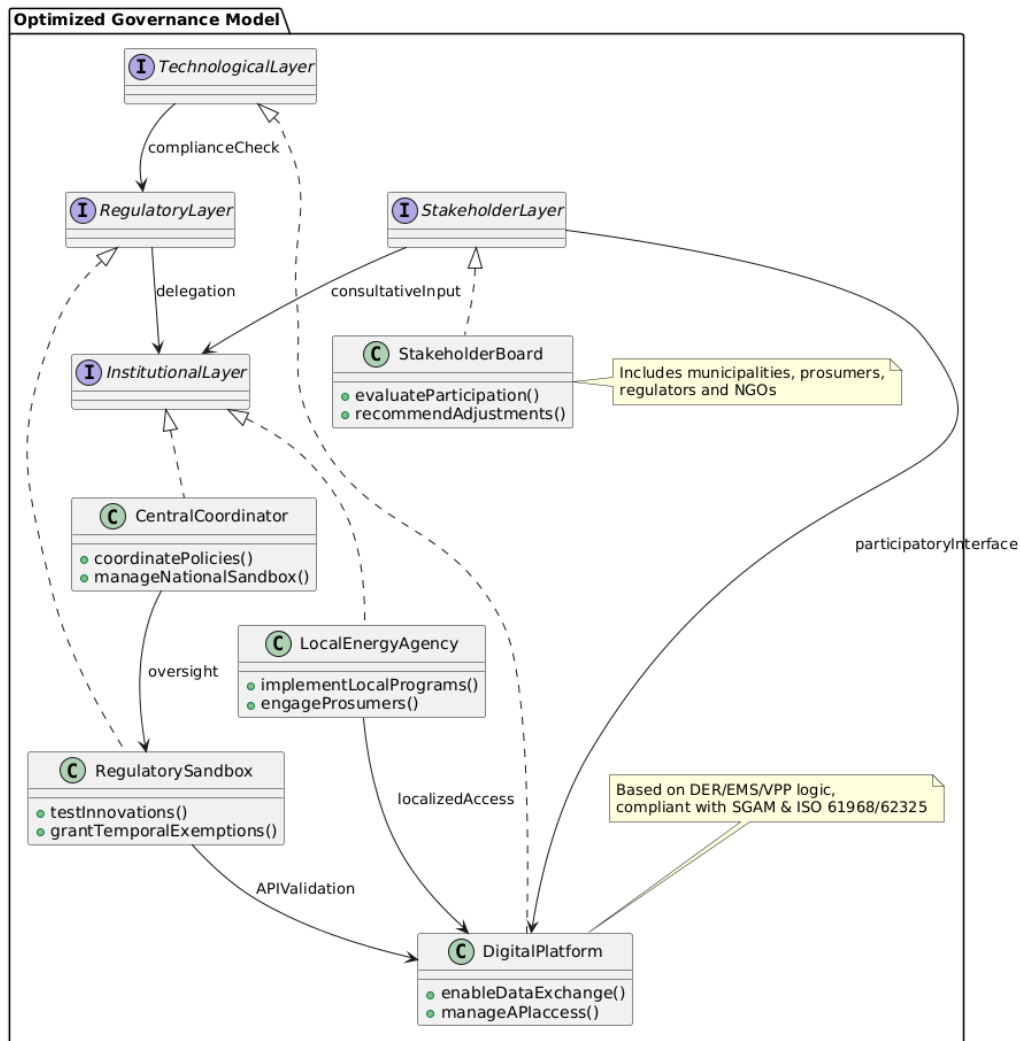 Optimized Governance Model
I TechnologicalLayer
complianceCheck
I RegulatoryLayer
I StakeholderLayer
delegation
consultativeInput
I InstitutionalLayer
C StakeholderBoard
evaluateParticipation()
recommendAdjustments()
Includes municipalities, prosumers,
regulators and NGOs
C CentralCoordinator
coordinatePolicies()
manageNationalSandbox()
participatoryInterface
C LocalEnergyAgency
implementLocalPrograms()
engageProsumers()
oversight
C RegulatorySandbox
testInnovations()
grantTemporalExemptions()
localizedAccess
Based on DER/EMS/VPP logic,
compliant with SGAM & ISO 61968/62325
APIValidation
C DigitalPlatform
enableDataExchange()
manageAPIaccess()